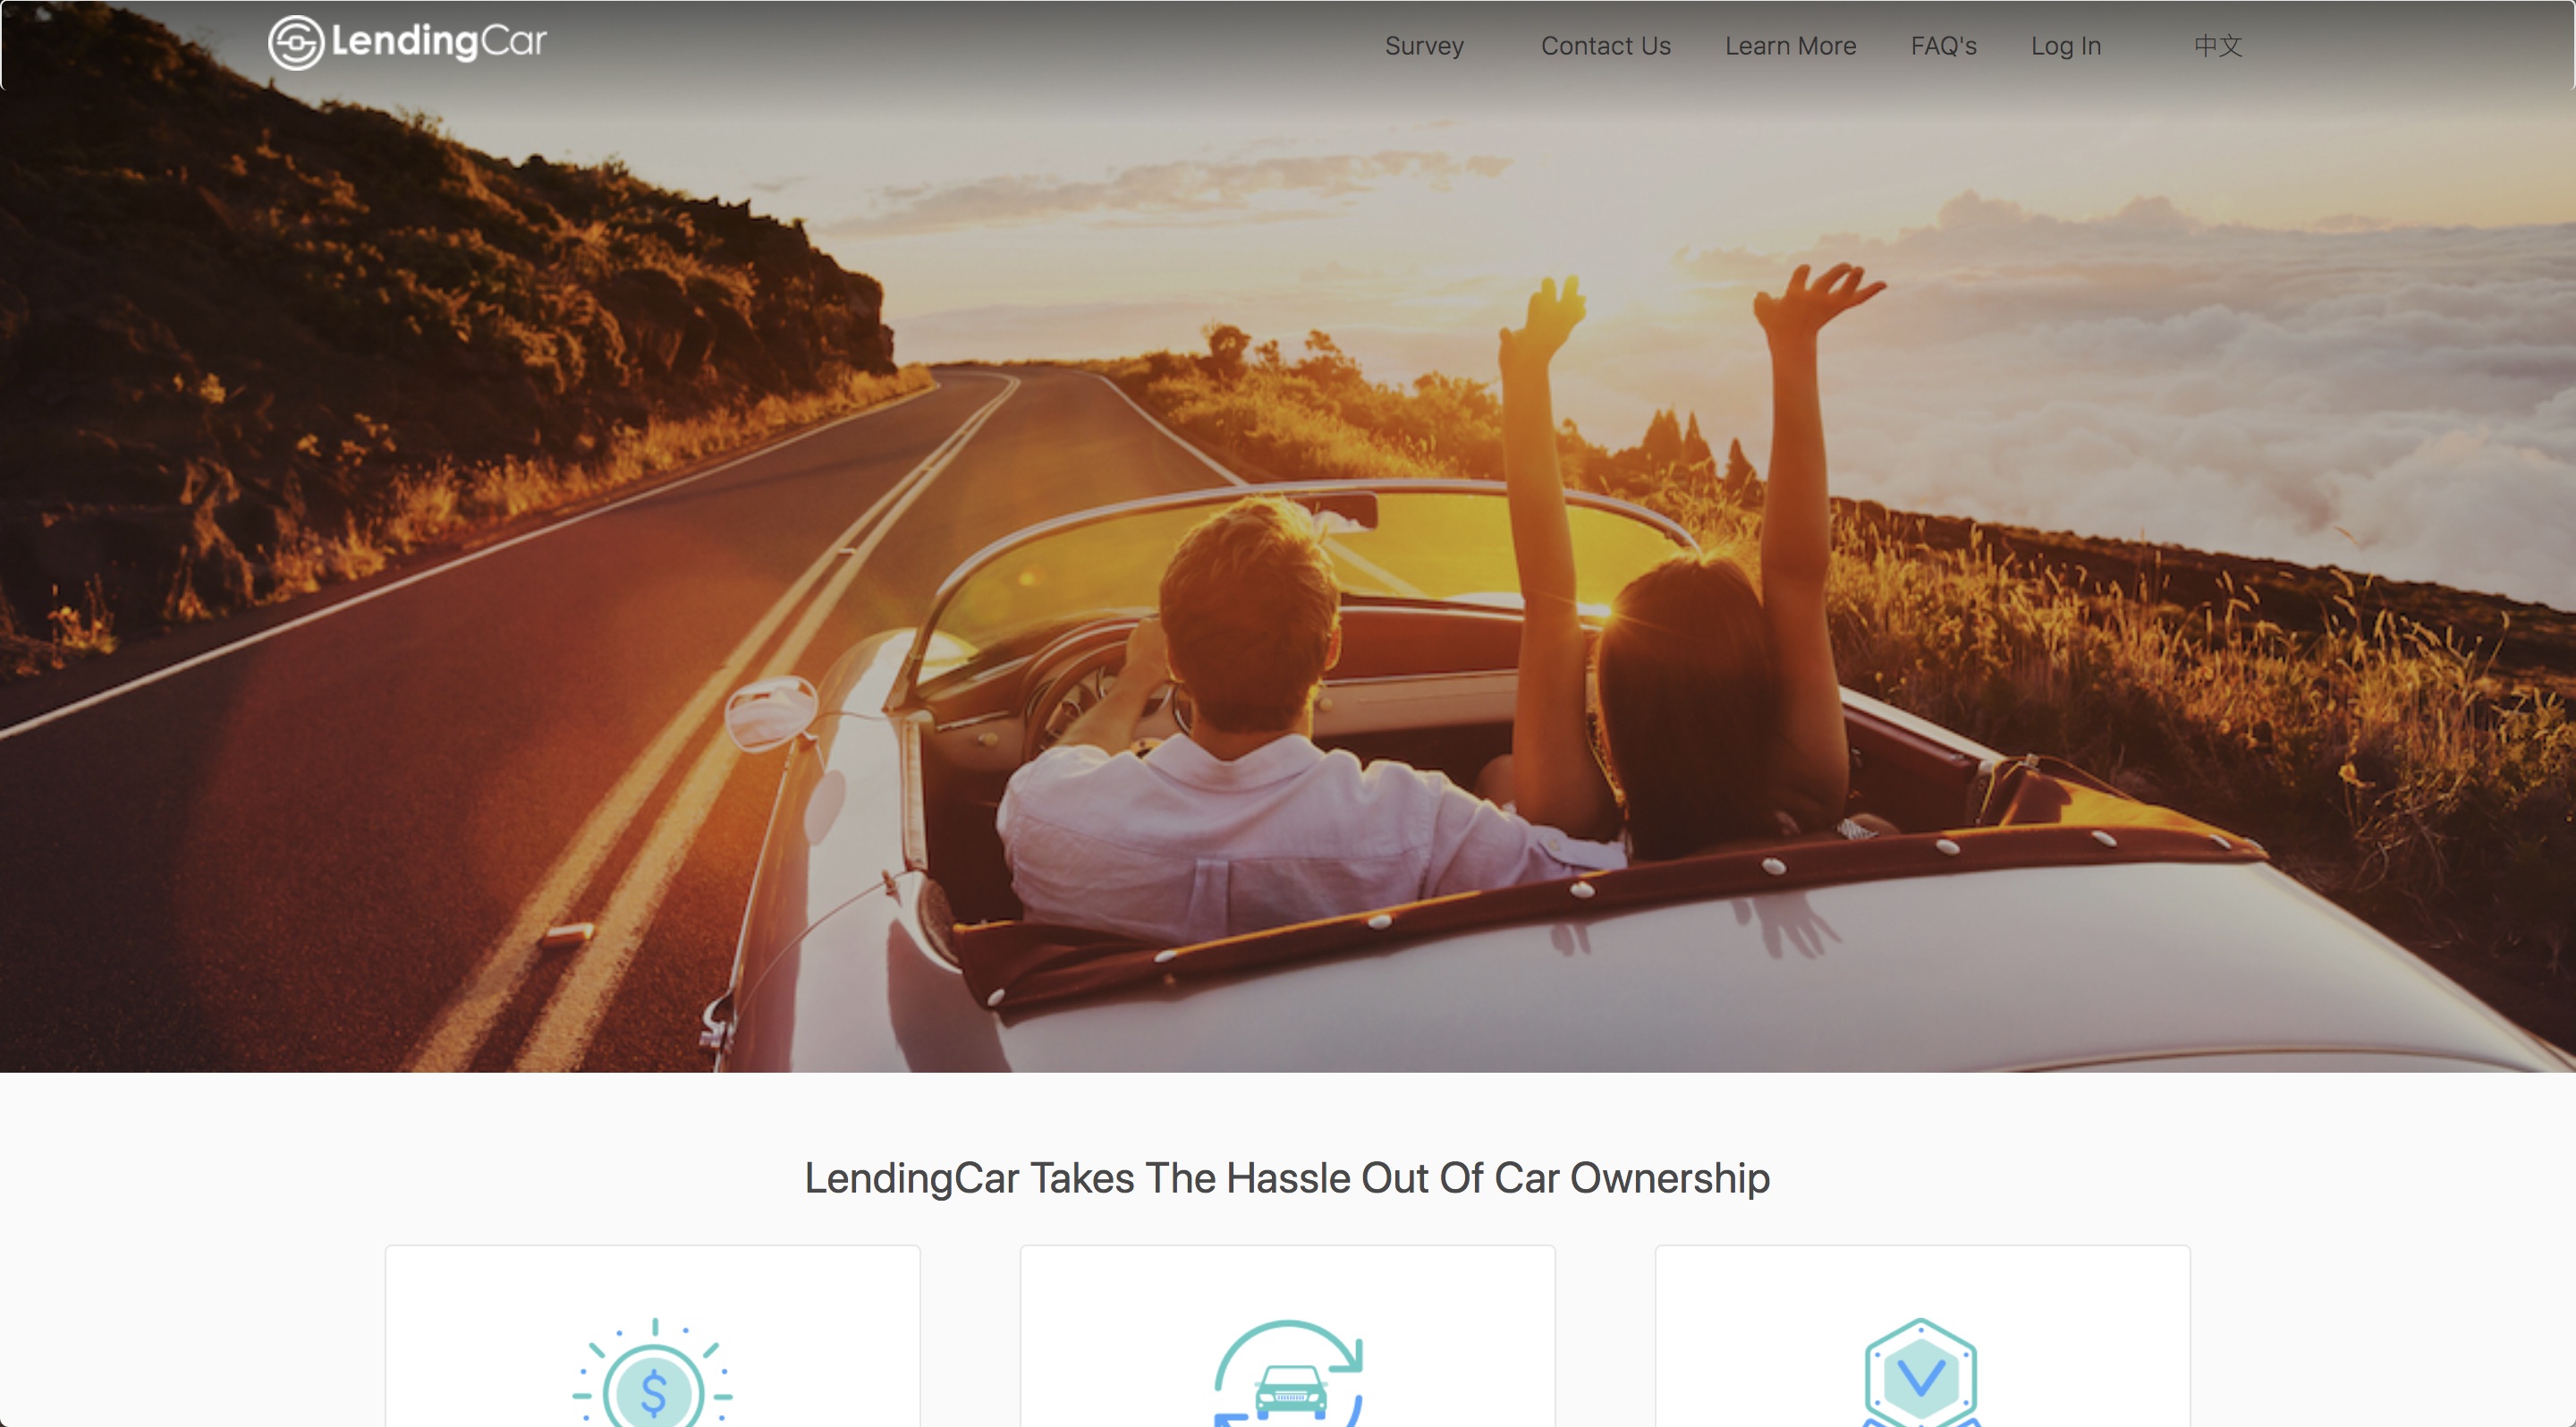 LendingCar
Survey
Contact Us
Learn More
FAQ's
Log In
中文
LendingCar Takes The Hassle Out Of Car Ownership
$